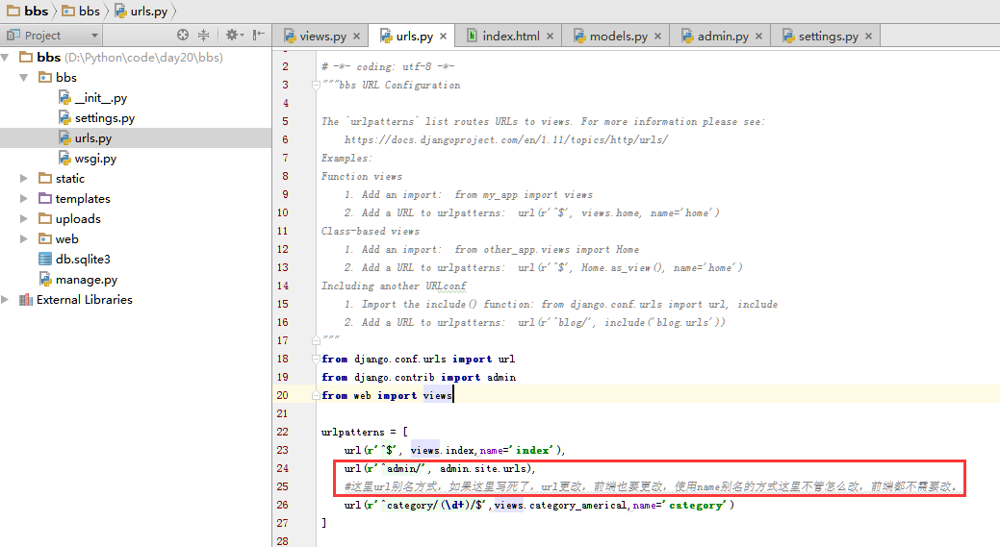 bbs bbs urls.py
Project
views.py urls.py index.html models.py admin.py settings.py
bbs (D:\Python\code\day20\bbs)
bbs
__init__.py
settings.py
urls.py
wsgi.py
static
templates
uploads
web
db.sqlite3
manage.py
External Libraries
2 # -*- coding: utf-8 -*-
3 """bbs URL Configuration
4
5 The `urlpatterns` list routes URLs to views. For more information please see:
6 https://docs.djangoproject.com/en/1.11/topics/http/urls/
7 Examples:
8 Function views
9 1. Add an import:  from my_app import views
10 2. Add a URL to urlpatterns:  url(r'^$', views.home, name='home')
11 Class-based views
12 1. Add an import:  from other_app.views import Home
13 2. Add a URL to urlpatterns:  url(r'^$', Home.as_view(), name='home')
14 Including another URLconf
15 1. Import the include() function: from django.conf.urls import url, include
16 2. Add a URL to urlpatterns:  url(r'^blog/', include('blog.urls'))
17 """
18 from django.conf.urls import url
19 from django.contrib import admin
20 from web import views
21
22 urlpatterns = [
23 url(r'^$', views.index,name='index'),
24 url(r'^admin/', admin.site.urls),
25 #这里url别名方式，如果这里写死了，url更改，前端也要更改，使用name别名的方式这里不管怎么改，前端都不需要改。
26 url(r'^category/(\d+)/$',views.category_americal,name='category')
27 ]
28